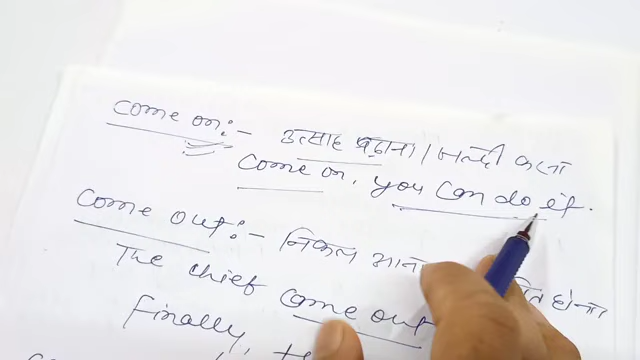 Come on:- उत्साह बढ़ाना/जल्दी करना
Come on, you can do it.
Come out:- निकल आना
The chief came out
Finally,